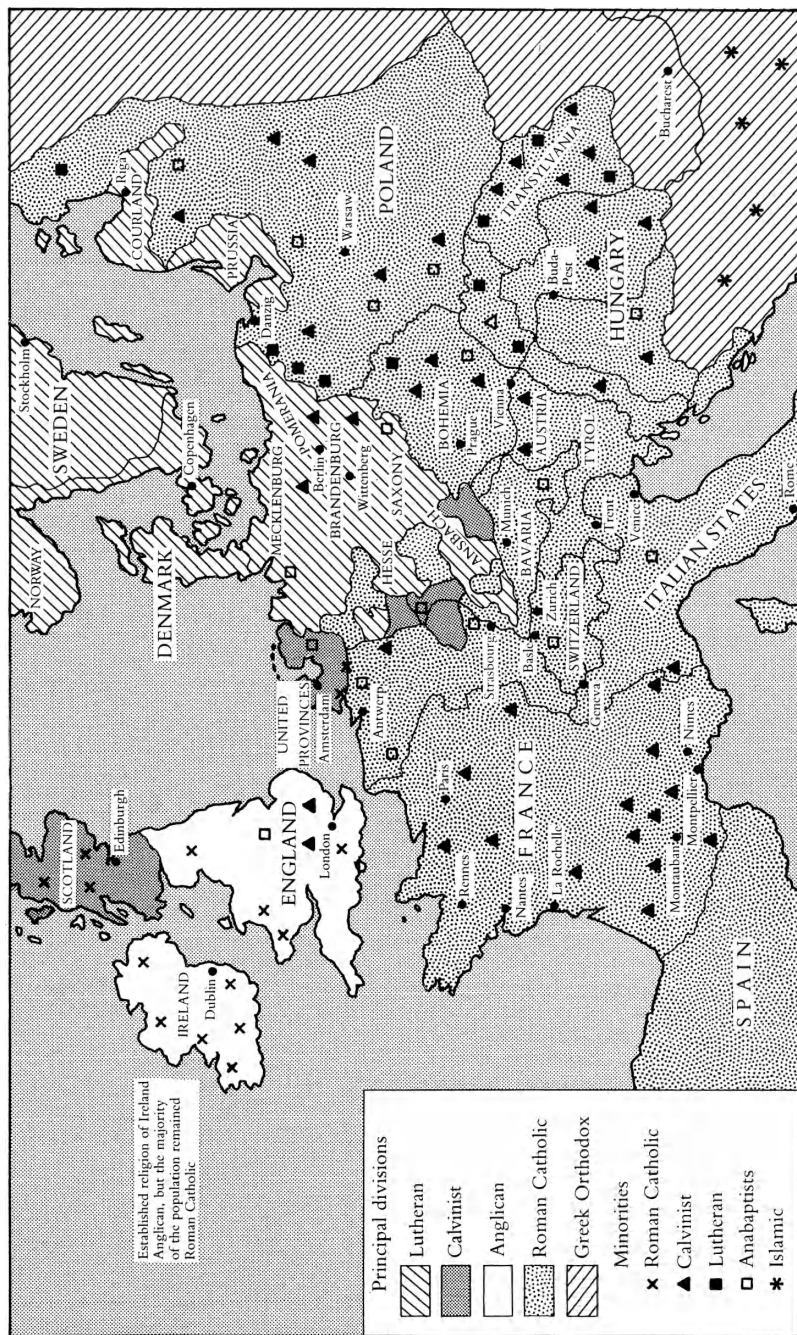 NORWAY
SWEDEN
Stockholm
SCOTLAND
Edinburgh
DENMARK
Copenhagen
Riga
COURLAND
Established religion of Ireland
Anglican, but the majority
of the population remained
Roman Catholic
IRELAND
Dublin
PRUSSIA
Danzig
ENGLAND
London
UNITED
PROVINCES
Amsterdam
MECKLENBURG
POMERANIA
Berlin
BRANDENBURG
Wittenberg
SAXONY
HESSE
ANSBACH
POLAND
Warsaw
Antwerp
BOHEMIA
Prague
Paris
Rennes
Nantes
FRANCE
La Rochelle
Strasbourg
Munich
BAVARIA
Vienna
AUSTRIA
Basle
Zurich
SWITZERLAND
Geneva
TYROL
Trent
Venice
Buda-
Pest
HUNGARY
TRANSYLVANIA
Bucharest
Montauban
Montpellier
Nimes
SPAIN
ITALIAN STATES
Rome
Principal divisions
Lutheran
Calvinist
Anglican
Roman Catholic
Greek Orthodox
Minorities
Roman Catholic
Calvinist
Lutheran
Anabaptists
Islamic